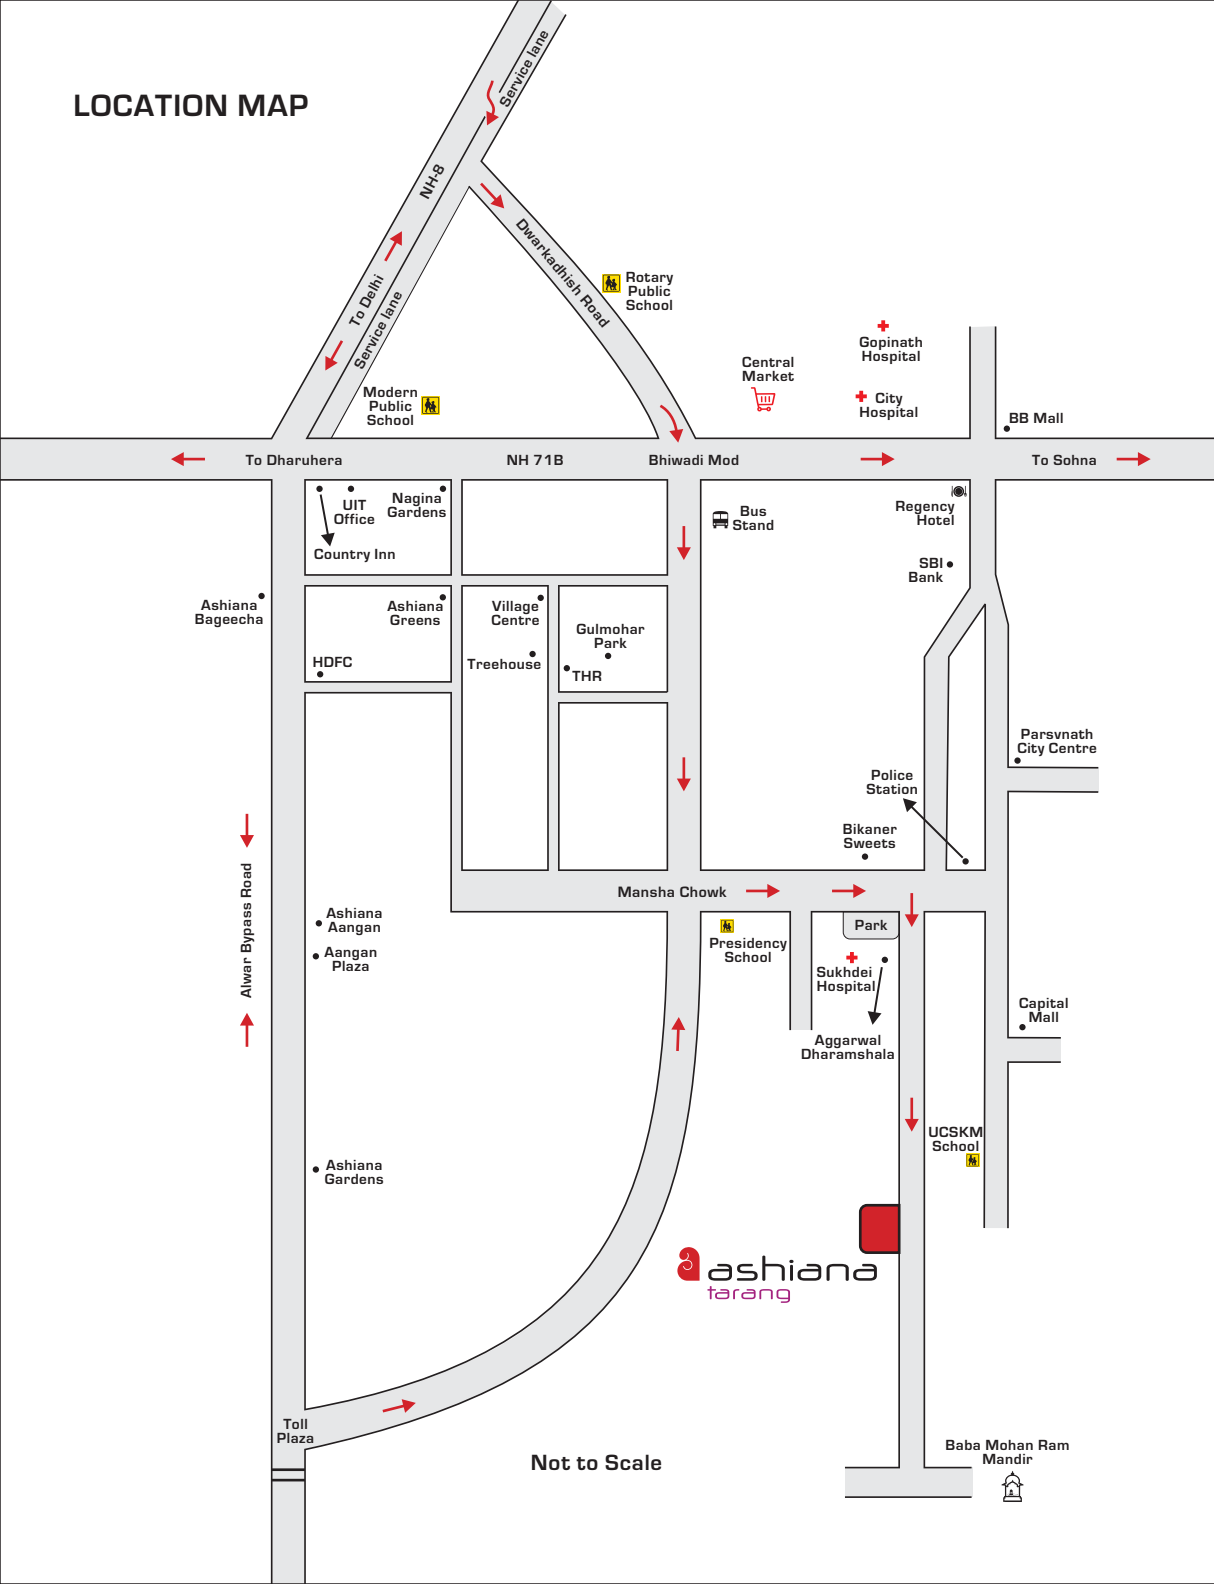 LOCATION MAP
Service lane
NH-8
To Delhi
Service lane
Dwarkadhish Road
Rotary
Public
School
Modern
Public
School
Central
Market
Gopinath
Hospital
City
Hospital
BB Mall
To Dharuhera
NH 71B
Bhiwadi Mod
To Sohna
UIT
Office
Nagina
Gardens
Country Inn
Bus
Stand
Regency
Hotel
SBI
Bank
Ashiana
Bageecha
Ashiana
Greens
Village
Centre
Gulmohar
Park
HDFC
Treehouse
THR
Parsvnath
City Centre
Police
Station
Bikaner
Sweets
Alwar Bypass Road
Mansha Chowk
Ashiana
Aangan
Aangan
Plaza
Park
Presidency
School
Sukhdei
Hospital
Aggarwal
Dharamshala
Capital
Mall
UCSKM
School
Ashiana
Gardens
ashiana
tarang
Toll
Plaza
Not to Scale
Baba Mohan Ram
Mandir